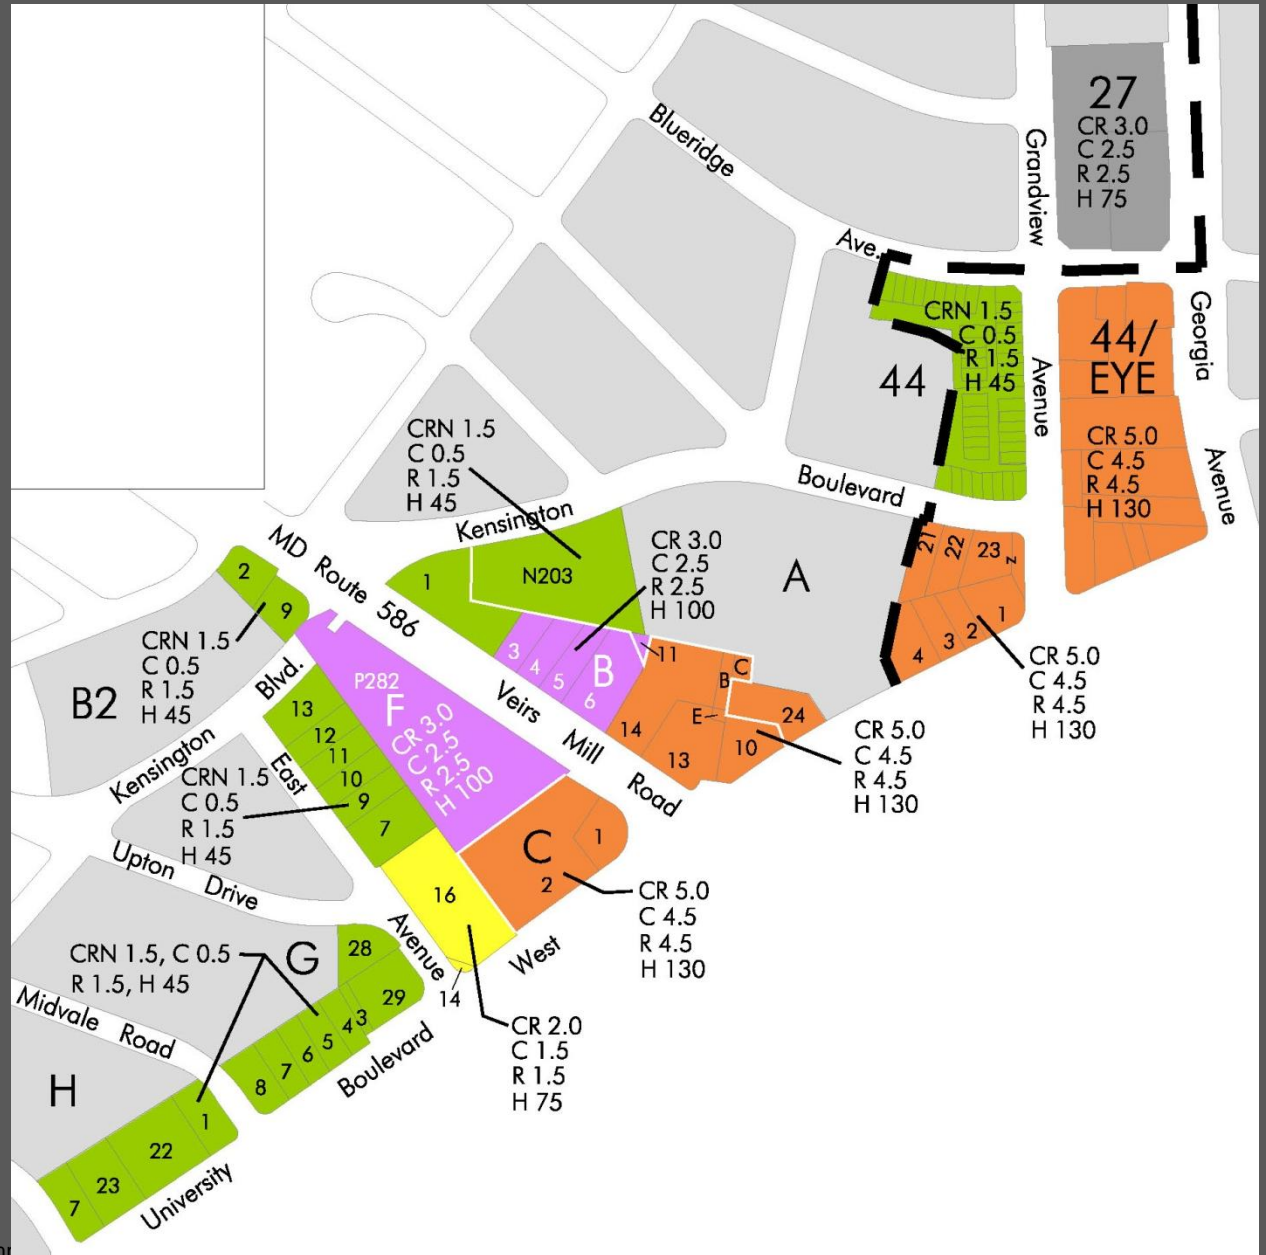 27
CR 3.0
C 2.5
R 2.5
H 75
Blueridge
Ave.
Grandview
Avenue
Georgia
Avenue
CRN 1.5
C 0.5
R 1.5
H 45
44
44/
EYE
CR 5.0
C 4.5
R 4.5
H 130
CRN 1.5
C 0.5
R 1.5
H 45
Kensington
Boulevard
MD Route 586
Veirs Mill Road
1
N203
CR 3.0
C 2.5
R 2.5
H 100
A
21
22
23
z
1
2
3
4
CR 5.0
C 4.5
R 4.5
H 130
2
9
CRN 1.5
C 0.5
R 1.5
H 45
B2
Kensington Blvd.
3
4
5
6
B
11
C
B
E
14
13
10
24
CR 5.0
C 4.5
R 4.5
H 130
P282
F
CR 3.0
C 2.5
R 2.5
H 100
13
12
11
10
9
7
East
Avenue
CRN 1.5
C 0.5
R 1.5
H 45
Upton Drive
C
1
2
CR 5.0
C 4.5
R 4.5
H 130
16
14
CR 2.0
C 1.5
R 1.5
H 75
CRN 1.5, C 0.5
R 1.5, H 45
G
28
29
3
4
5
6
7
8
Midvale Road
H
1
22
23
7
University
Boulevard
West